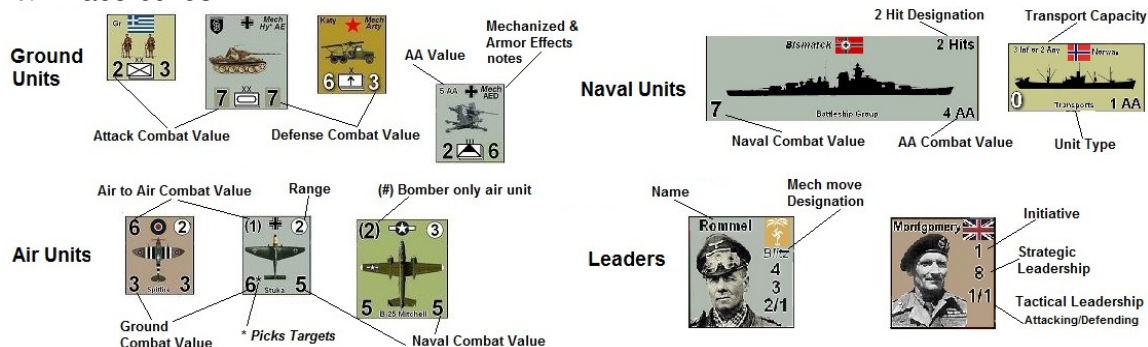 Ground
Units
Gr
xx
2 3
Mech
Hy* AE
XX
7 7
Katy
Mech
Arty
x
6 3
Attack Combat Value
Defense Combat Value
AA Value
Mechanized &
Armor Effects
notes
5 AA
Mech
AED
III
2 6
Naval Units
2 Hit Designation
Bismarck
2 Hits
7
Battleship Group
4 AA
Naval Combat Value
AA Combat Value
Transport Capacity
3 Inf or 2 Any
Norway
0
Transports
1 AA
Unit Type
Air Units
Air to Air Combat Value
Range
(#) Bomber only air unit
6 2
Spitfire
3 3
(1) 2
6* 5
Stuka
(2) 3
5 5
B-25 Mitchell
Ground
Combat Value
* Picks Targets
Naval Combat Value
Leaders
Name
Mech move
Designation
Rommel
Blitz
4
3
2/1
Montgomery
1
8
1/1
Initiative
Strategic
Leadership
Tactical Leadership
Attacking/Defending